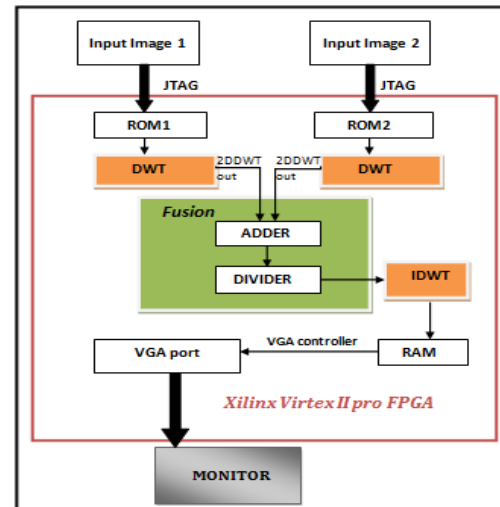 Input Image 1
Input Image 2
JTAG
JTAG
ROM1
ROM2
DWT
2DDWT
out
2DDWT
out
DWT
Fusion
ADDER
DIVIDER
IDWT
VGA port
VGA controller
RAM
Xilinx Virtex II pro FPGA
MONITOR